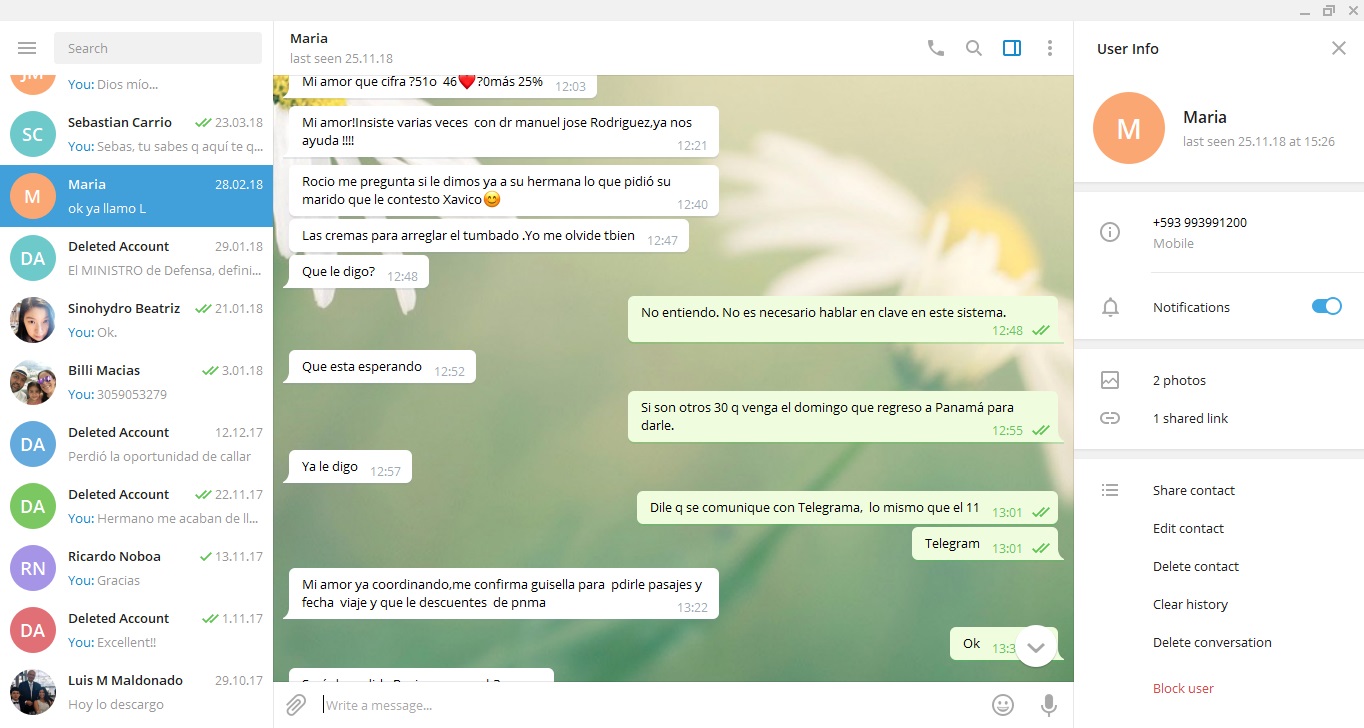 Search
JM
You: Dios mío...
SC
Sebastian Carrio
23.03.18
You: Sebas, tu sabes q aquí te q...
M
Maria
28.02.18
ok ya llamo L
DA
Deleted Account
29.01.18
El MINISTRO de Defensa, defini...
Sinohydro Beatriz
21.01.18
You: Ok.
Billi Macias
3.01.18
You: 3059053279
DA
Deleted Account
12.12.17
Perdió la oportunidad de callar
DA
Deleted Account
22.11.17
You: Hermano me acaban de ll...
RN
Ricardo Noboa
13.11.17
You: Gracias
DA
Deleted Account
1.11.17
You: Excellent!!
Luis M Maldonado
29.10.17
Hoy lo descargo
Maria
last seen 25.11.18
Mi amor que cifra ?51o 46❤️?0más 25% 12:03
Mi amor!Insiste varias veces con dr manuel jose Rodriguez,ya nos
ayuda !!!!
12:21
Rocio me pregunta si le dimos ya a su hermana lo que pidió su
marido que le contesto Xavico😊
12:40
Las cremas para arreglar el tumbado .Yo me olvide tbien 12:47
Que le digo? 12:48
No entiendo. No es necesario hablar en clave en este sistema.
12:48
Que esta esperando 12:52
Si son otros 30 q venga el domingo que regreso a Panamá para
darle.
12:55
Ya le digo 12:57
Dile q se comunique con Telegrama, lo mismo que el 11 13:01
Telegram 13:01
Mi amor ya coordinando,me confirma guisella para pdirle pasajes y
fecha viaje y que le descuentes de pnma
13:22
Ok
Write a message...
User Info
M
Maria
last seen 25.11.18 at 15:26
+593 993991200
Mobile
Notifications
2 photos
1 shared link
Share contact
Edit contact
Delete contact
Clear history
Delete conversation
Block user